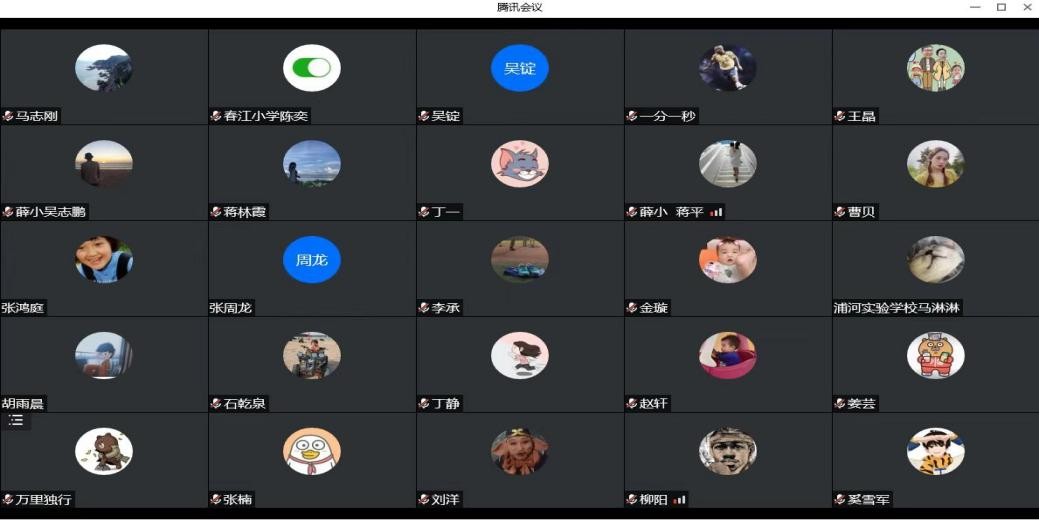 腾讯会议
吴锭
马志刚
春江小学陈奕
吴锭
一分一秒
王晶
薛小吴志鹏
蒋林霞
丁一
薛小 蒋平
曹贝
周龙
张鸿庭
张周龙
李承
金璇
浦河实验学校马淋淋
胡雨晨
石乾泉
丁静
赵轩
姜芸
万里独行
张楠
刘洋
柳阳
奚雪军